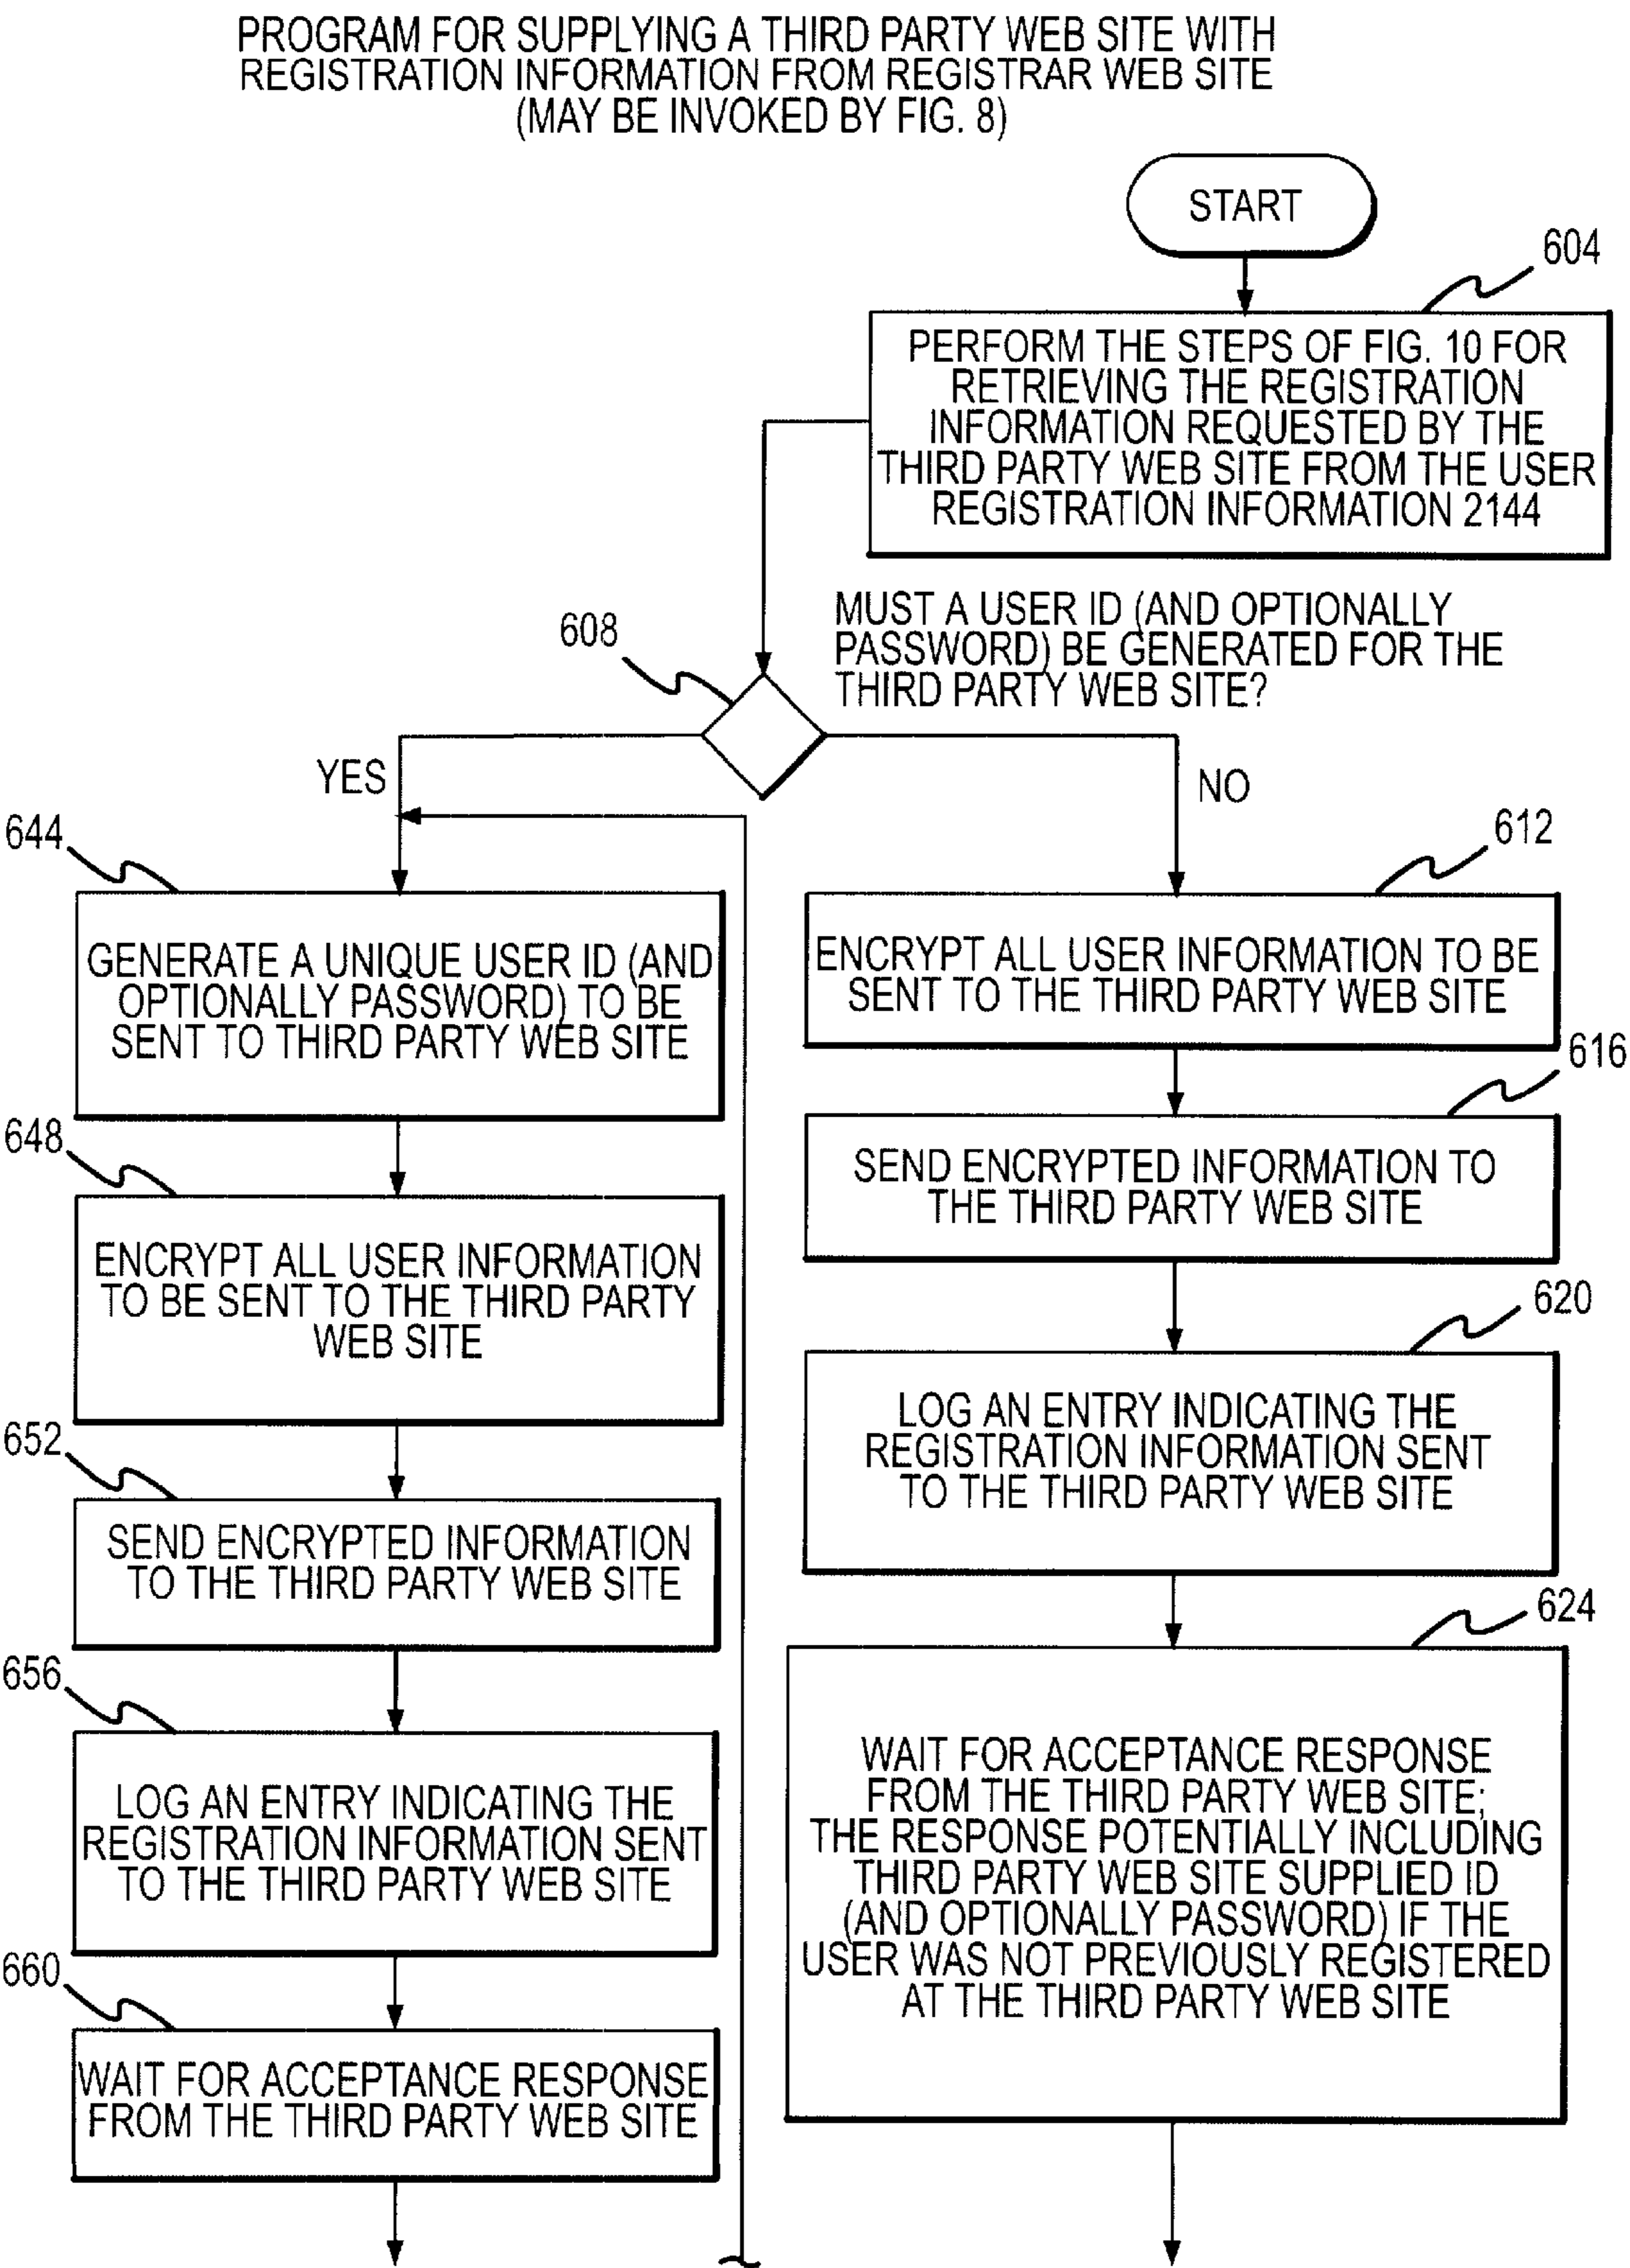 PROGRAM FOR SUPPLYING A THIRD PARTY WEB SITE WITH
REGISTRATION INFORMATION FROM REGISTRAR WEB SITE
(MAY BE INVOKED BY FIG. 8)
START
604
PERFORM THE STEPS OF FIG. 10 FOR
RETRIEVING THE REGISTRATION
INFORMATION REQUESTED BY THE
THIRD PARTY WEB SITE FROM THE USER
REGISTRATION INFORMATION 2144
608
MUST A USER ID (AND OPTIONALLY
PASSWORD) BE GENERATED FOR THE
THIRD PARTY WEB SITE?
YES
NO
644
GENERATE A UNIQUE USER ID (AND
OPTIONALLY PASSWORD) TO BE
SENT TO THIRD PARTY WEB SITE
648
ENCRYPT ALL USER INFORMATION
TO BE SENT TO THE THIRD PARTY
WEB SITE
652
SEND ENCRYPTED INFORMATION
TO THE THIRD PARTY WEB SITE
656
LOG AN ENTRY INDICATING THE
REGISTRATION INFORMATION SENT
TO THE THIRD PARTY WEB SITE
660
WAIT FOR ACCEPTANCE RESPONSE
FROM THE THIRD PARTY WEB SITE
612
ENCRYPT ALL USER INFORMATION TO BE
SENT TO THE THIRD PARTY WEB SITE
616
SEND ENCRYPTED INFORMATION TO
THE THIRD PARTY WEB SITE
620
LOG AN ENTRY INDICATING THE
REGISTRATION INFORMATION SENT
TO THE THIRD PARTY WEB SITE
624
WAIT FOR ACCEPTANCE RESPONSE
FROM THE THIRD PARTY WEB SITE;
THE RESPONSE POTENTIALLY INCLUDING
THIRD PARTY WEB SITE SUPPLIED ID
(AND OPTIONALLY PASSWORD) IF THE
USER WAS NOT PREVIOUSLY REGISTERED
AT THE THIRD PARTY WEB SITE